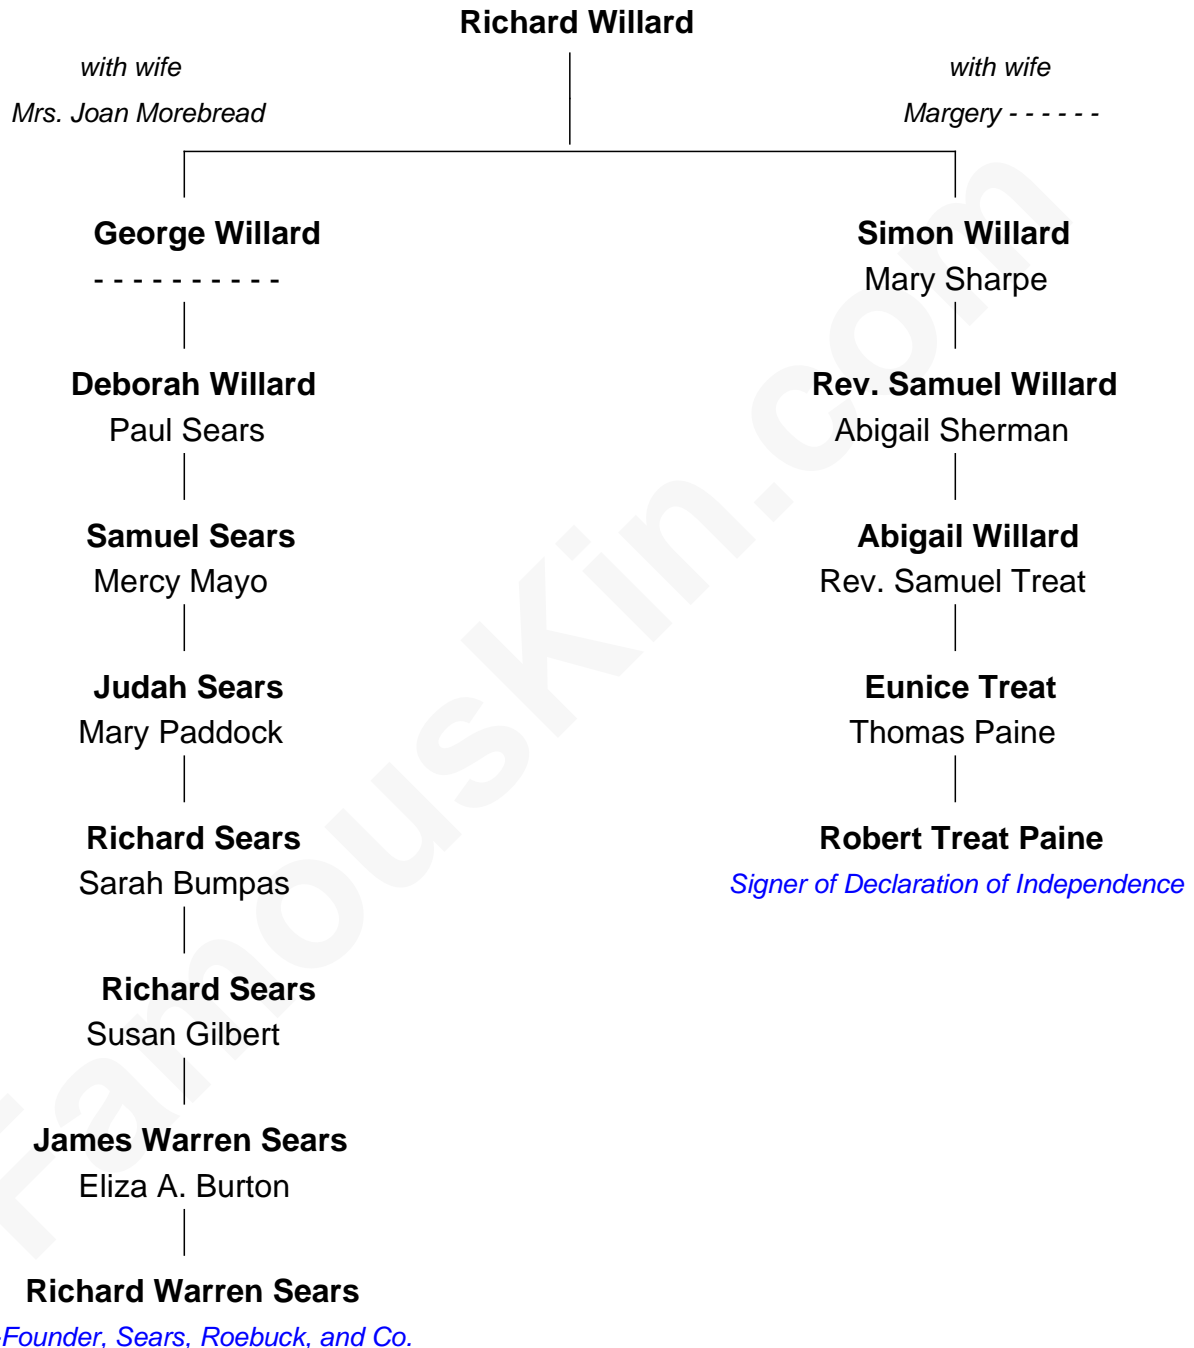 Richard Willard
with wife
Mrs. Joan Morebread
with wife
Margery - - - - - -
George Willard
- - - - - - - - - -
Simon Willard
Mary Sharpe
Deborah Willard
Paul Sears
Rev. Samuel Willard
Abigail Sherman
Samuel Sears
Mercy Mayo
Abigail Willard
Rev. Samuel Treat
Judah Sears
Mary Paddock
Eunice Treat
Thomas Paine
Richard Sears
Sarah Bumpas
Robert Treat Paine
Signer of Declaration of Independence
Richard Sears
Susan Gilbert
James Warren Sears
Eliza A. Burton
Richard Warren Sears
-Founder, Sears, Roebuck, and Co.
FamousKin.com